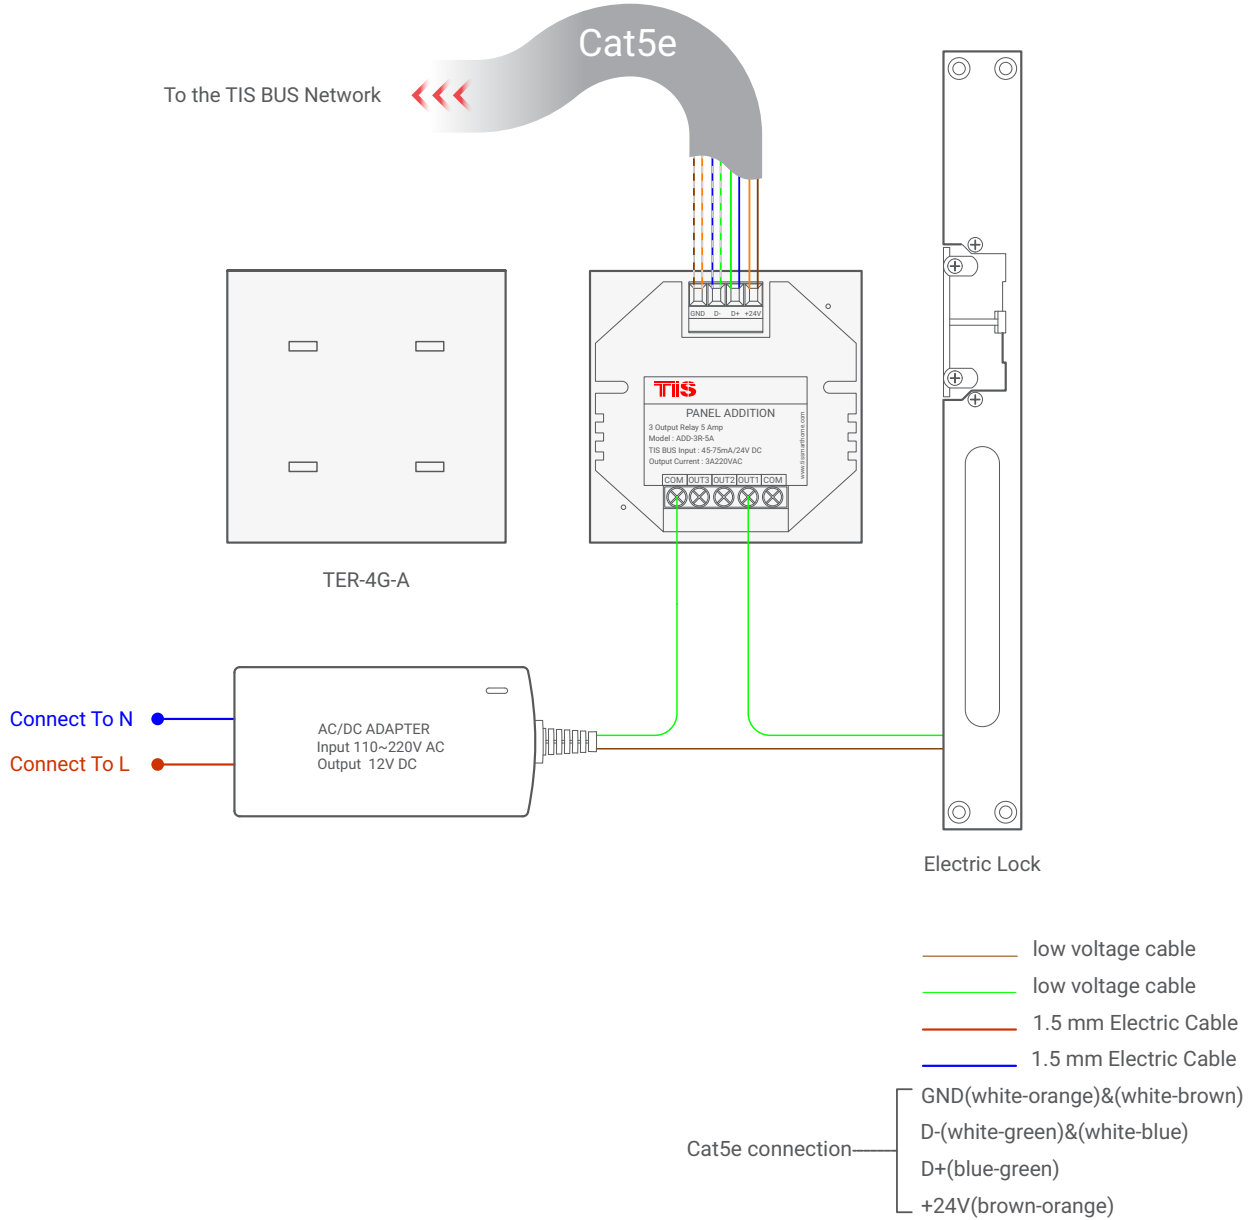 Cat5e
To the TIS BUS Network
GND D- D+ +24V
TIS
PANEL ADDITION
3 Output Relay 5 Amp
Model : ADD-3R-5A
TIS BUS Input : 45-75mA/24V DC
Output Current : 3A220VAC
www.tissmarthome.com
COM OUT3 OUT2 OUT1 COM
TER-4G-A
Connect To N
Connect To L
AC/DC ADAPTER
Input 110~220V AC
Output 12V DC
Electric Lock
low voltage cable
low voltage cable
1.5 mm Electric Cable
1.5 mm Electric Cable
Cat5e connection
GND(white-orange)&(white-brown)
D-(white-green)&(white-blue)
D+(blue-green)
+24V(brown-orange)